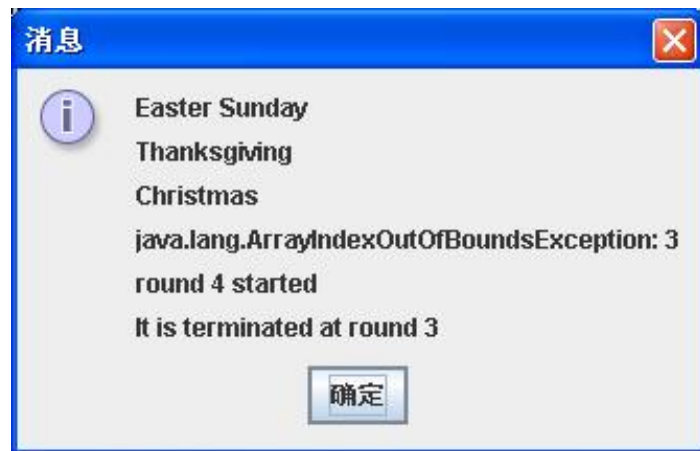 消息
Easter Sunday
Thanksgiving
Christmas
java.lang.ArrayIndexOutOfBoundsException: 3
round 4 started
It is terminated at round 3
确定